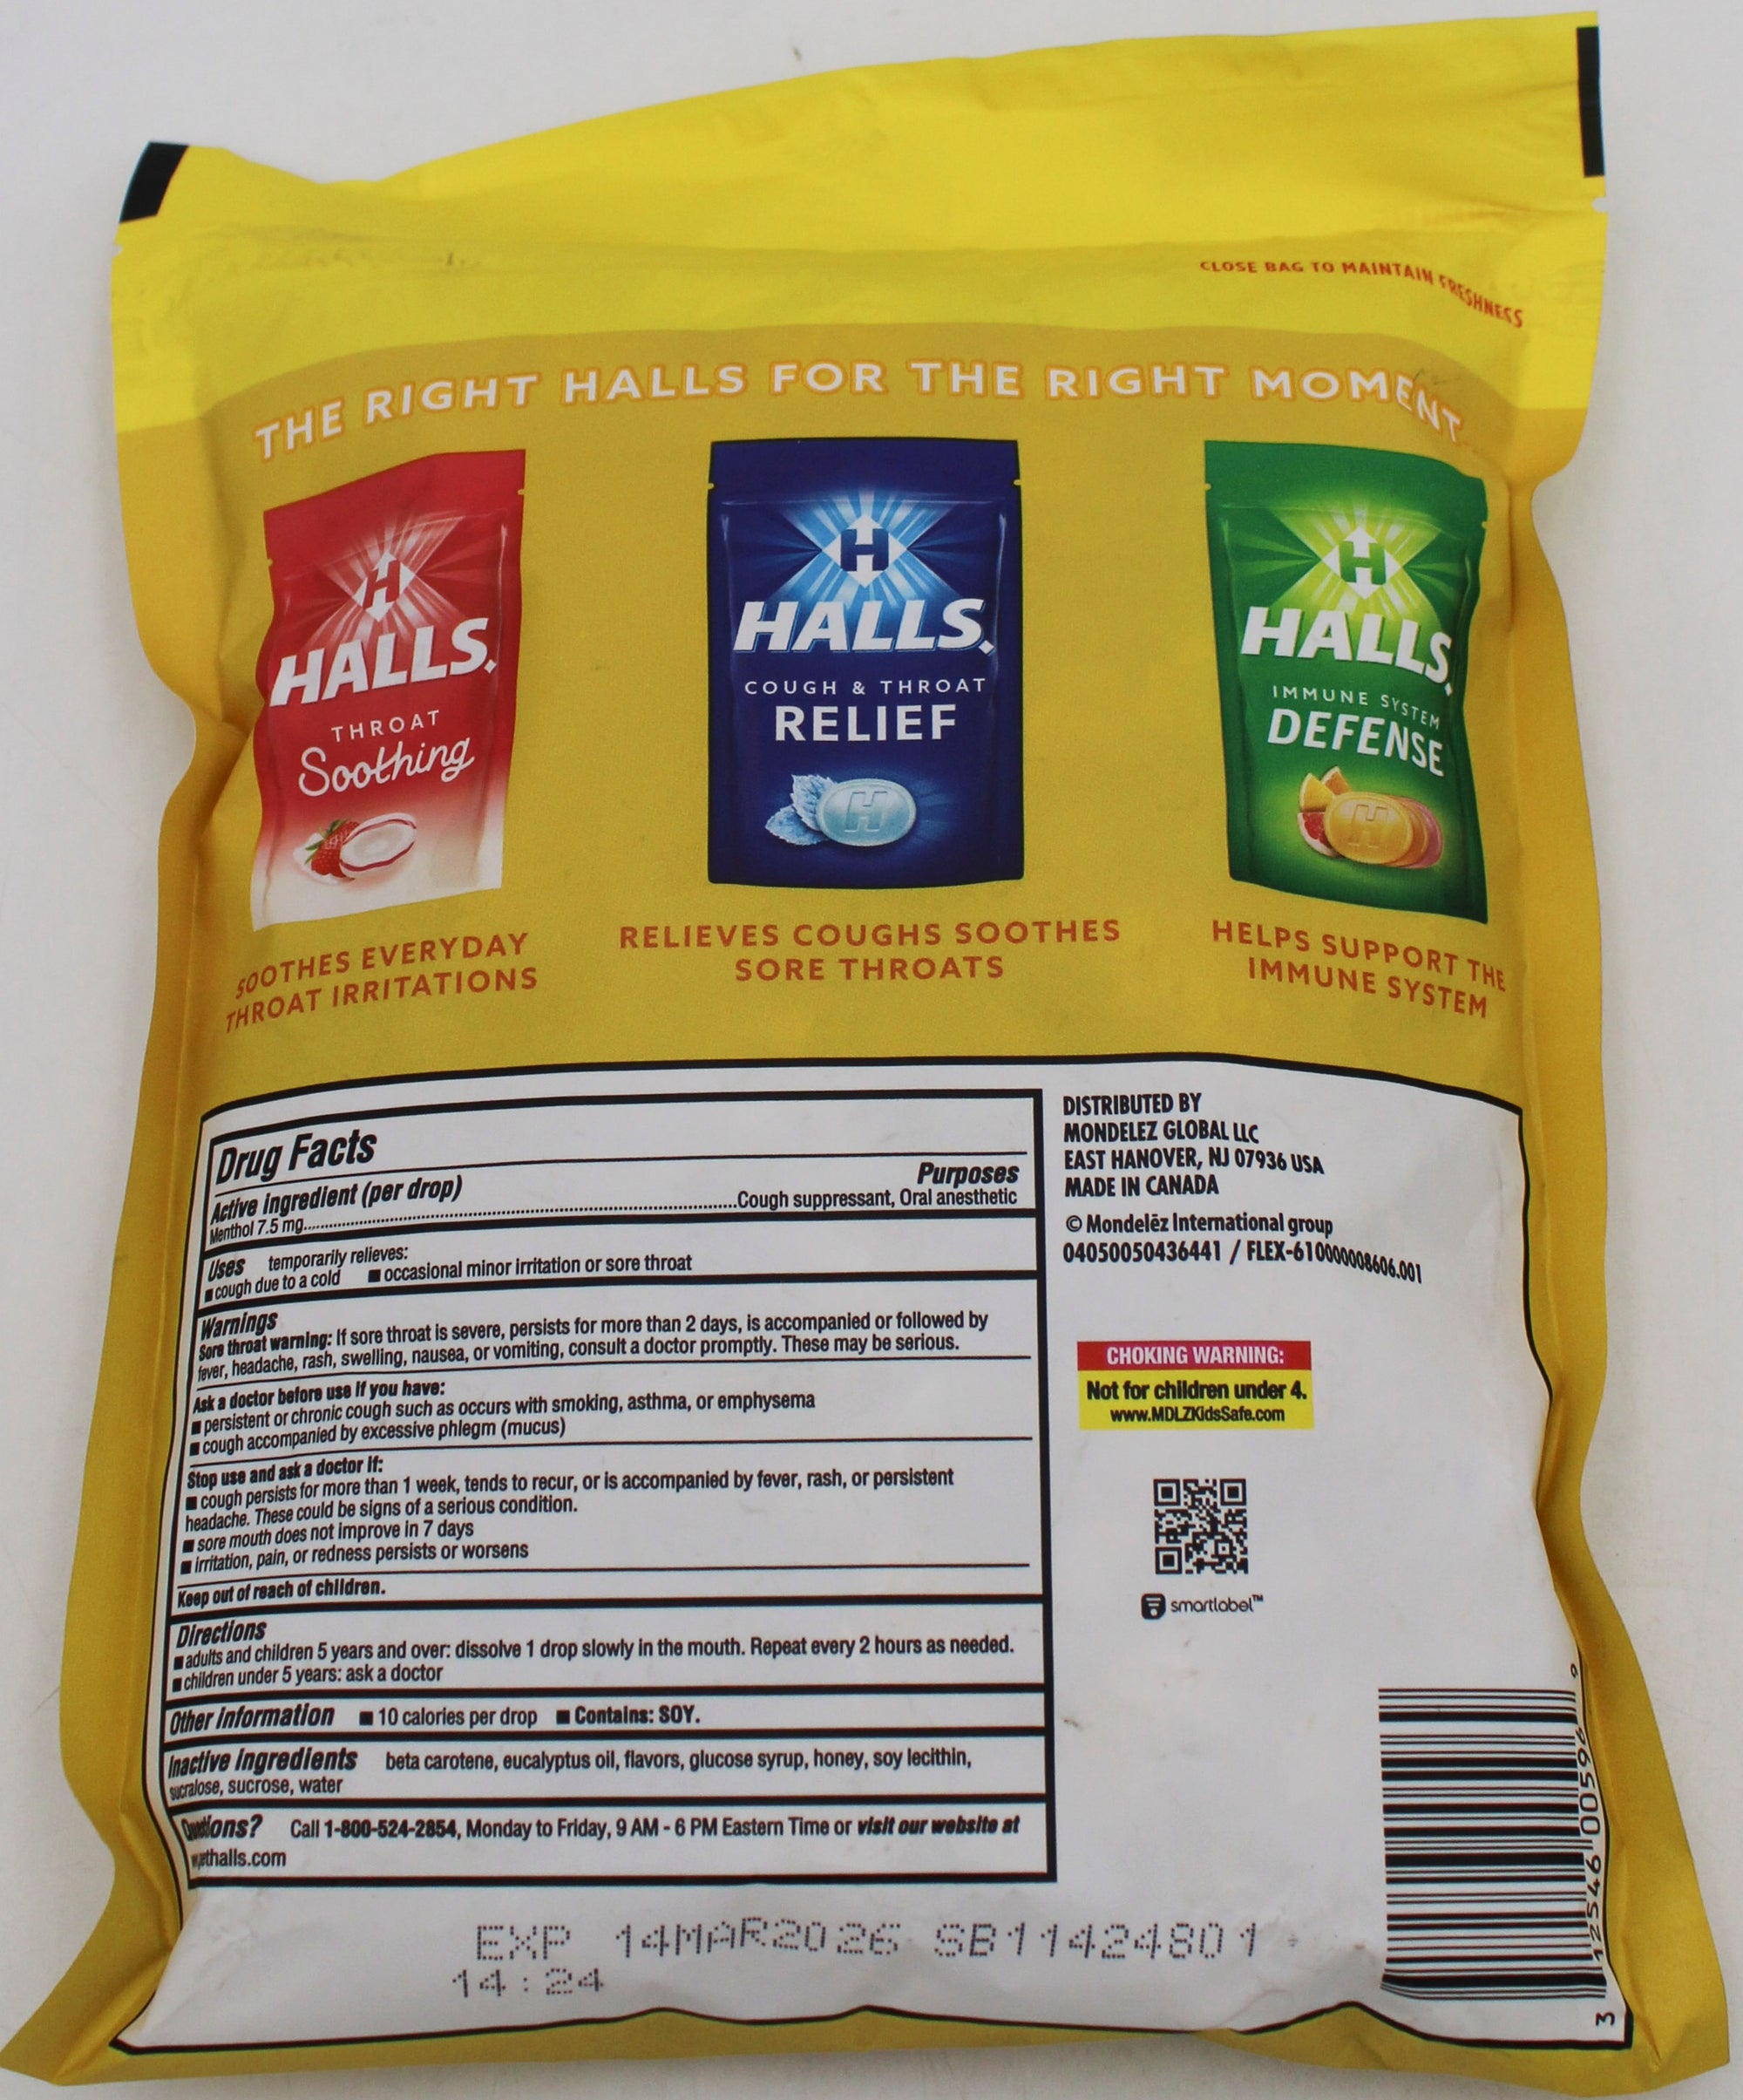 CLOSE BAG TO MAINTAIN FRESHNESS
THE RIGHT HALLS FOR THE RIGHT MOMENT
H
HALLS.
THROAT
Soothing
SOOTHES EVERYDAY
THROAT IRRITATIONS
H
HALLS.
COUGH & THROAT
RELIEF
H
RELIEVES COUGHS SOOTHES
SORE THROATS
H
HALLS.
IMMUNE SYSTEM
DEFENSE
H
HELPS SUPPORT THE
IMMUNE SYSTEM
Drug Facts
Active ingredient (per drop) Purposes
Menthol 7.5 mg..........Cough suppressant, Oral anesthetic
Uses temporarily relieves:
■ cough due to a cold ■ occasional minor irritation or sore throat
Warnings
Sore throat warning: If sore throat is severe, persists for more than 2 days, is accompanied or followed by
fever, headache, rash, swelling, nausea, or vomiting, consult a doctor promptly. These may be serious.
Ask a doctor before use if you have:
■ persistent or chronic cough such as occurs with smoking, asthma, or emphysema
■ cough accompanied by excessive phlegm (mucus)
Stop use and ask a doctor if:
■ cough persists for more than 1 week, tends to recur, or is accompanied by fever, rash, or persistent
headache. These could be signs of a serious condition.
■ sore mouth does not improve in 7 days
■ irritation, pain, or redness persists or worsens
Keep out of reach of children.
Directions
■ adults and children 5 years and over: dissolve 1 drop slowly in the mouth. Repeat every 2 hours as needed.
■ children under 5 years: ask a doctor
Other information ■ 10 calories per drop ■ Contains: SOY.
Inactive ingredients beta carotene, eucalyptus oil, flavors, glucose syrup, honey, soy lecithin,
sucralose, sucrose, water
Questions? Call 1-800-524-2854, Monday to Friday, 9 AM - 6 PM Eastern Time or visit our website at
DISTRIBUTED BY
MONDELEZ GLOBAL LLC
EAST HANOVER, NJ 07936 USA
MADE IN CANADA
© Mondelēz International group
04050050436441 / FLEX-610000008606.001
CHOKING WARNING:
Not for children under 4.
www.MDLZKidsSafe.com
smartlabel™
EXP 14MAR2026 SB11424801
14:24